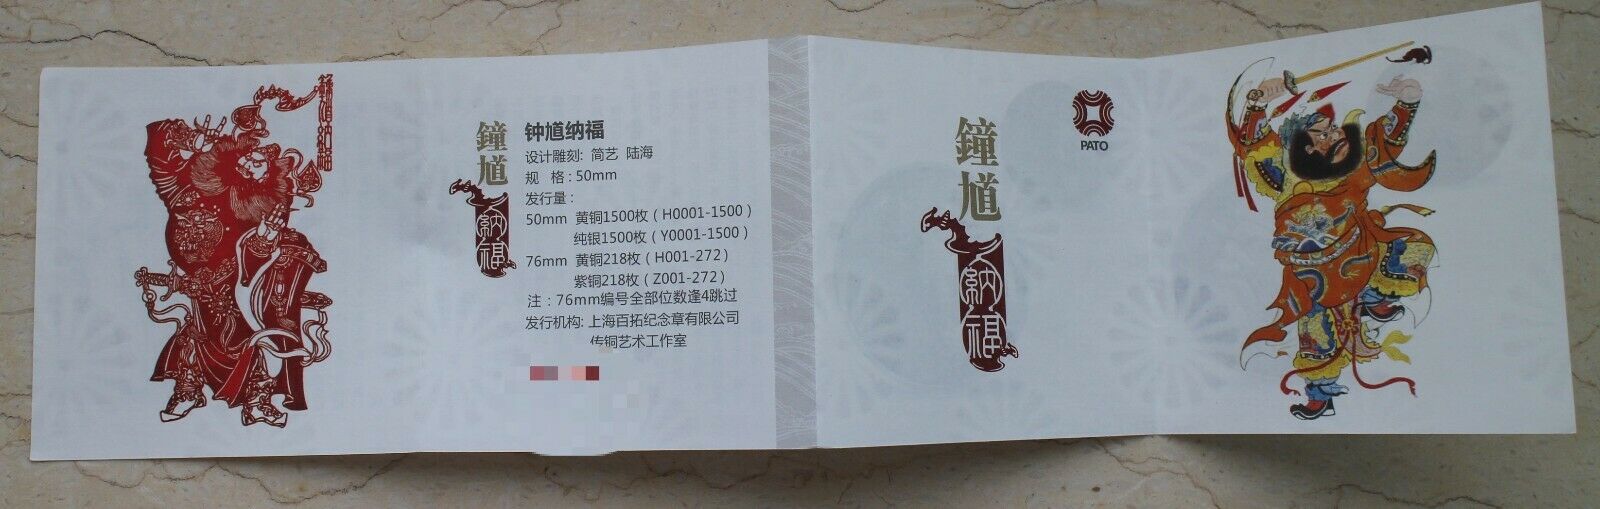 鍾馗納福
鐘馗
納福
钟馗纳福
设计雕刻: 简艺 陆海
规 格: 50mm
发行量:
50mm 黄铜1500枚 ( H0001-1500 )
纯银1500枚 ( Y0001-1500 )
76mm 黄铜218枚 ( H001-272 )
紫铜218枚 ( Z001-272 )
注: 76mm编号全部位数逢4跳过
发行机构: 上海百拓纪念章有限公司
传铜艺术工作室
鐘馗
納福
PATO